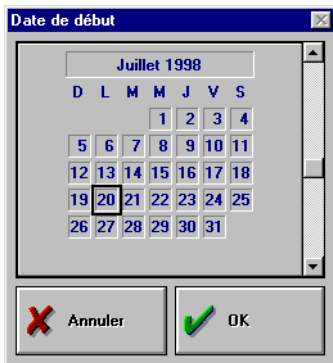 Date de début
Juillet 1998
D L M M J V S
1 2 3 4
5 6 7 8 9 10 11
12 13 14 15 16 17 18
19 20 21 22 23 24 25
26 27 28 29 30 31
Annuler OK